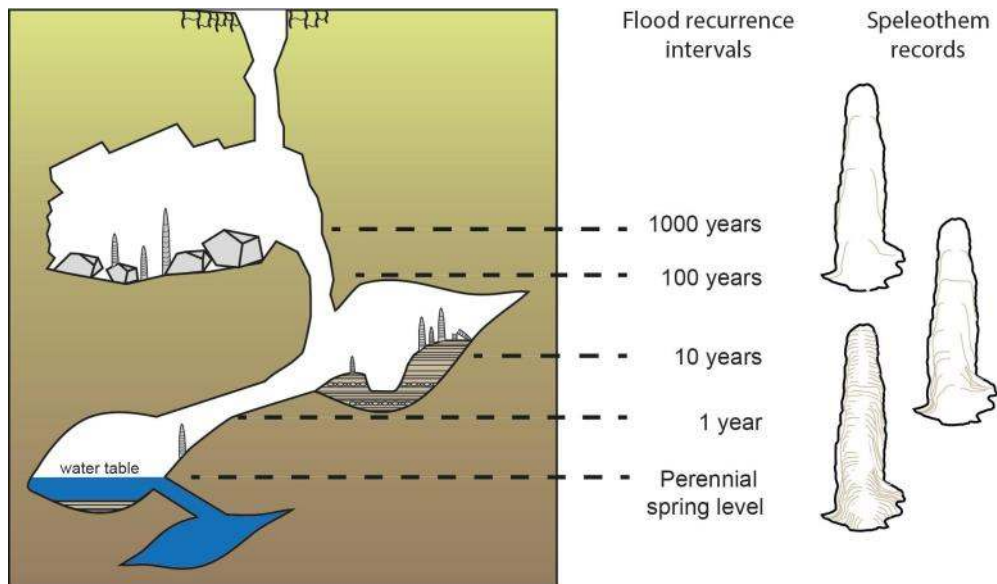 Flood recurrence
intervals
Speleothem
records
1000 years
100 years
10 years
1 year
water table
Perennial
spring level